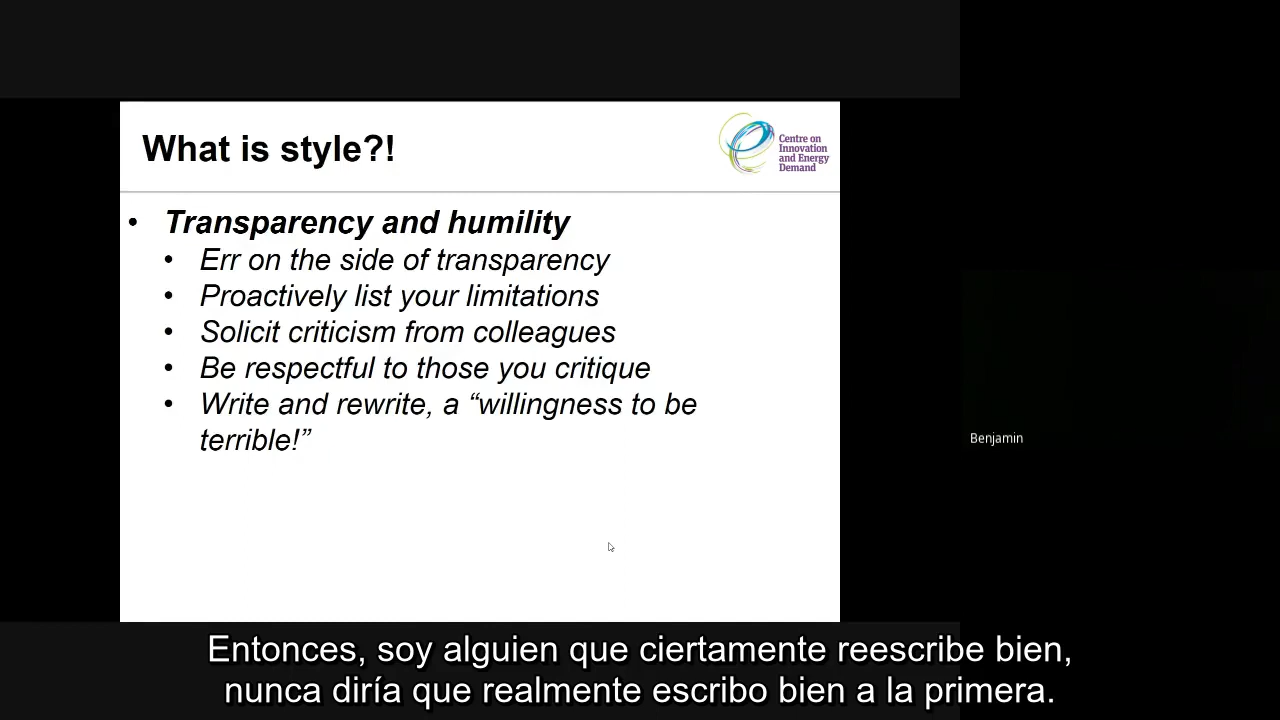 What is style?!
Centre on
Innovation
and Energy
Demand
• Transparency and humility
• Err on the side of transparency
• Proactively list your limitations
• Solicit criticism from colleagues
• Be respectful to those you critique
• Write and rewrite, a “willingness to be
terrible!”
Benjamin
Entonces, soy alguien que ciertamente reescribe bien,
nunca diría que realmente escribo bien a la primera.